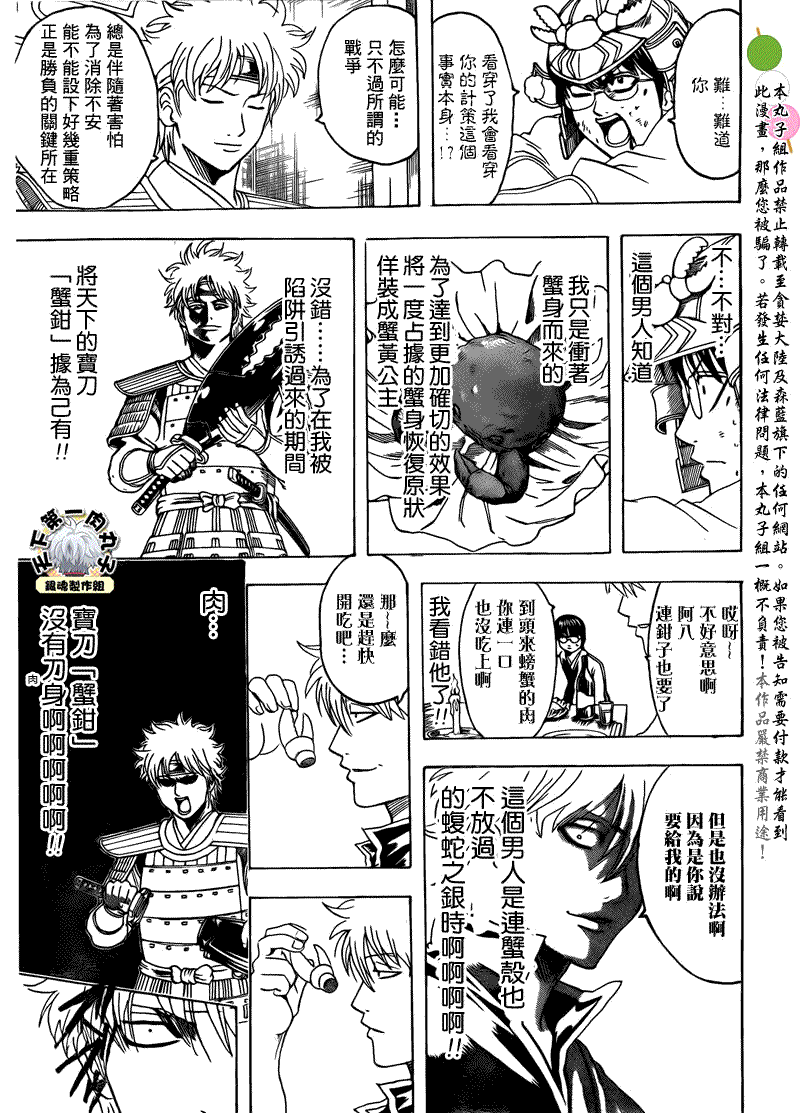 難…難道
你
看穿了我會看穿
你的計策這個
事實本身…!?
怎麼可能…
只不過所謂的
戰爭
總是伴隨著害怕
為了消除不安
能不能設下好幾重策略
正是勝負的關鍵所在
不…不對…
這個男人知道
我只是衝著
蟹身而來的
為了達到更加確切的效果
將一度占據的蟹身恢復原狀
佯裝成蟹黃公主
沒錯……為了在我被
陷阱引誘過來的期間
將天下的寶刀
「蟹鉗」據為己有!!
哎呀~
不好意思啊
阿八
連鉗子也要了
到頭來螃蟹的肉
你連一口
也沒吃上啊
我看錯他了!!
但是也沒辦法啊
因為是你說
要給我的啊
這個男人是連蟹殼也
不放過
的蝮蛇之銀時啊啊啊啊!!
那~麼
還是趕快
開吃吧…
肉…
寶刀「蟹鉗」
沒有刀身啊啊啊啊啊!!
肉
天下第一肉丸子
銀魂製作組
本丸子組作品禁止轉載至貪婪大陸及森藍旗下的任何網站。如果您被告知需要付款才能看到
此漫畫，那麼您被騙了。若發生任何法律問題，本丸子組一概不負責！本作品嚴禁商業用途！